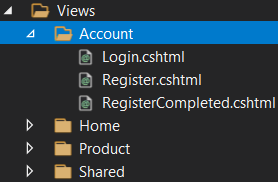 Views
Account
Login.cshtml
Register.cshtml
RegisterCompleted.cshtml
Home
Product
Shared